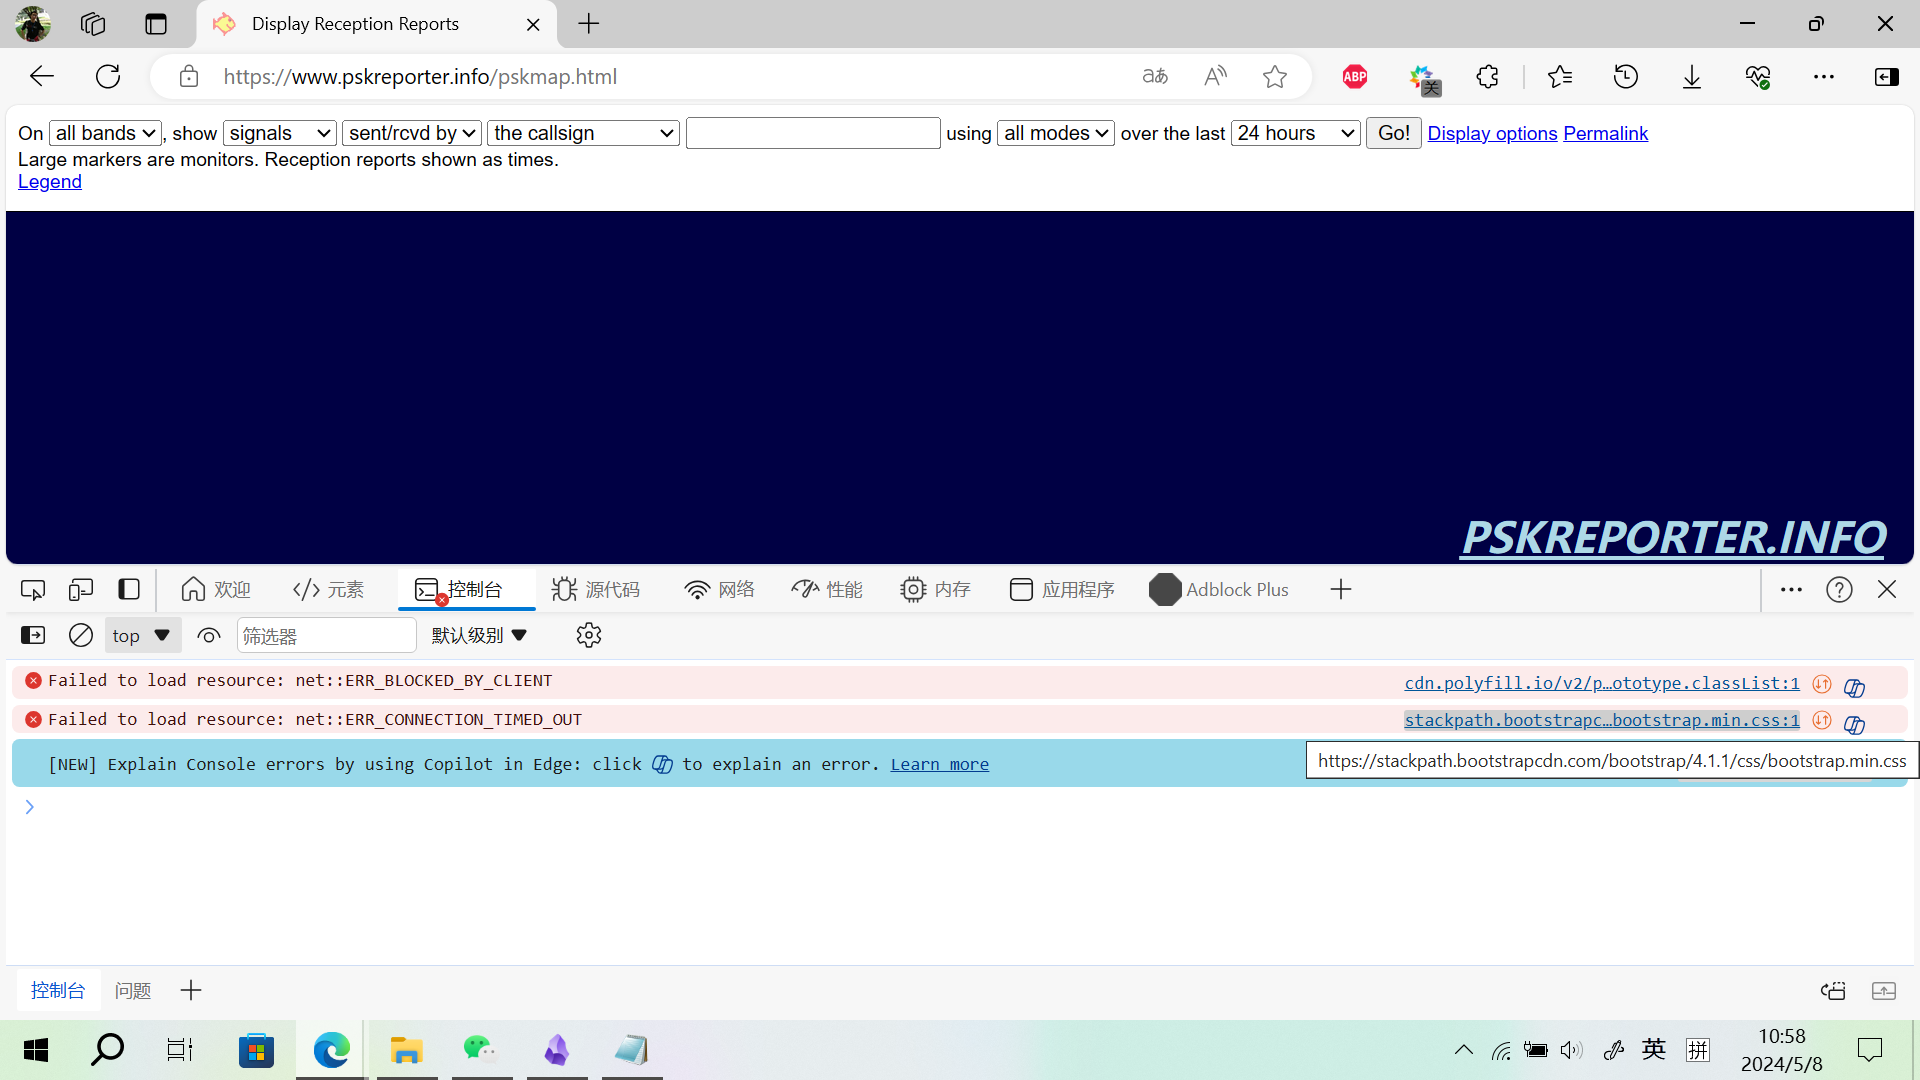 Display Reception Reports
https://www.pskreporter.info/pskmap.html
aあ
A
ABP
关
On all bands , show signals sent/rcvd by the callsign using all modes over the last 24 hours Go! Display options Permalink
Large markers are monitors. Reception reports shown as times.
Legend
PSKREPORTER.INFO
欢迎
元素
控制台
源代码
网络
性能
内存
应用程序
Adblock Plus
top
筛选器
默认级别
Failed to load resource: net::ERR_BLOCKED_BY_CLIENT cdn.polyfill.io/v2/p…ototype.classList:1
Failed to load resource: net::ERR_CONNECTION_TIMED_OUT stackpath.bootstrapc…bootstrap.min.css:1
[NEW] Explain Console errors by using Copilot in Edge: click to explain an error. Learn more
https://stackpath.bootstrapcdn.com/bootstrap/4.1.1/css/bootstrap.min.css
控制台
问题
英
拼
10:58
2024/5/8